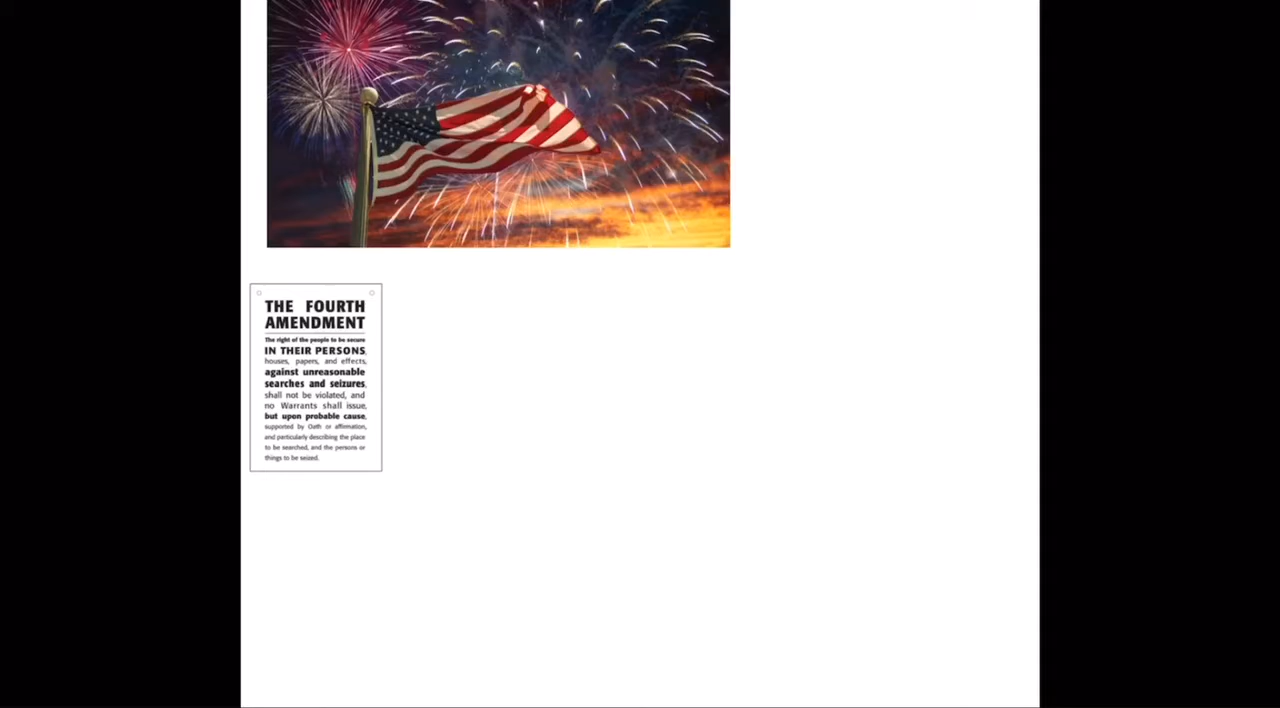 THE FOURTH
AMENDMENT
The right of the people to be secure
IN THEIR PERSONS,
houses, papers, and effects,
against unreasonable
searches and seizures,
shall not be violated, and
no Warrants shall issue,
but upon probable cause,
supported by Oath or affirmation,
and particularly describing the place
to be searched, and the persons or
things to be seized.